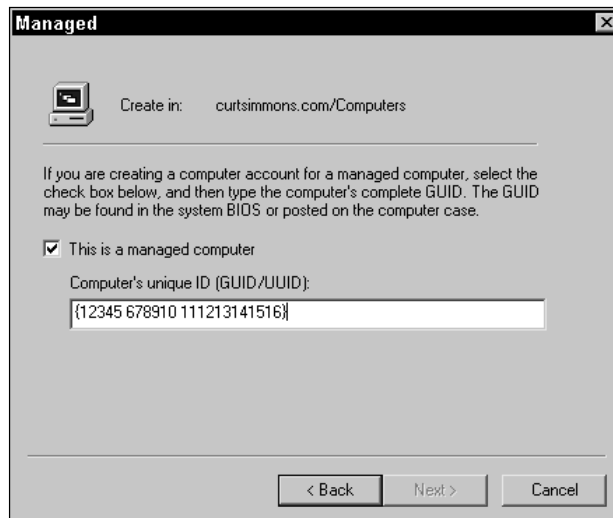 Managed
Create in: curtsimmons.com/Computers
If you are creating a computer account for a managed computer, select the
check box below, and then type the computer's complete GUID. The GUID
may be found in the system BIOS or posted on the computer case.
This is a managed computer
Computer's unique ID (GUID/UUID):
{12345 678910 111213141516}
< Back Next > Cancel